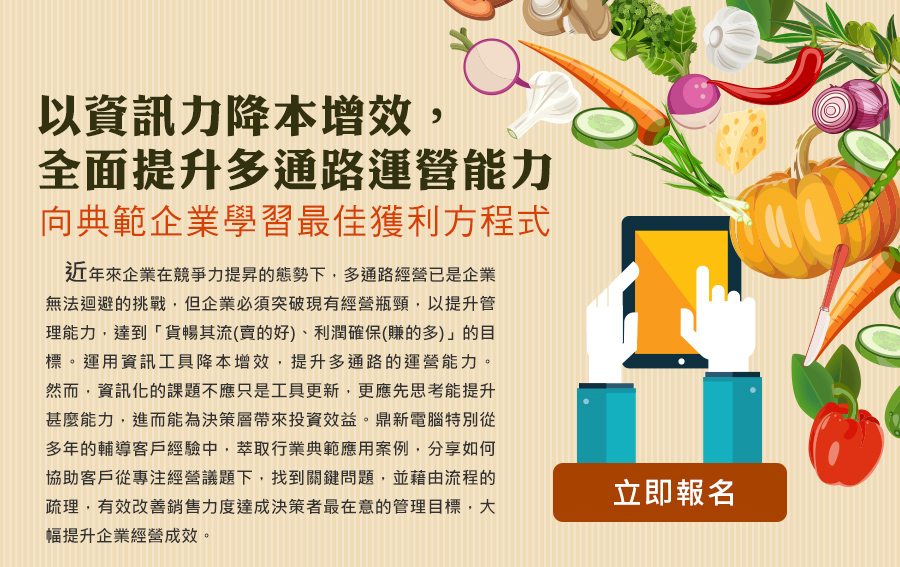 以資訊力降本增效，
全面提升多通路運營能力
向典範企業學習最佳獲利方程式
近年來企業在競爭力提昇的態勢下，多通路經營已是企業
無法迴避的挑戰，但企業必須突破現有經營瓶頸，以提升管
理能力，達到「貨暢其流(賣的好)、利潤確保(賺的多)」的目
標。運用資訊工具降本增效，提升多通路的運營能力。
然而，資訊化的課題不應只是工具更新，更應先思考能提升
甚麼能力，進而能為決策層帶來投資效益。鼎新電腦特別從
多年的輔導客戶經驗中，萃取行業典範應用案例，分享如何
協助客戶從專注經營議題下，找到關鍵問題，並藉由流程的
疏理，有效改善銷售力度達成決策者最在意的管理目標，大
幅提升企業經營成效。
立即報名